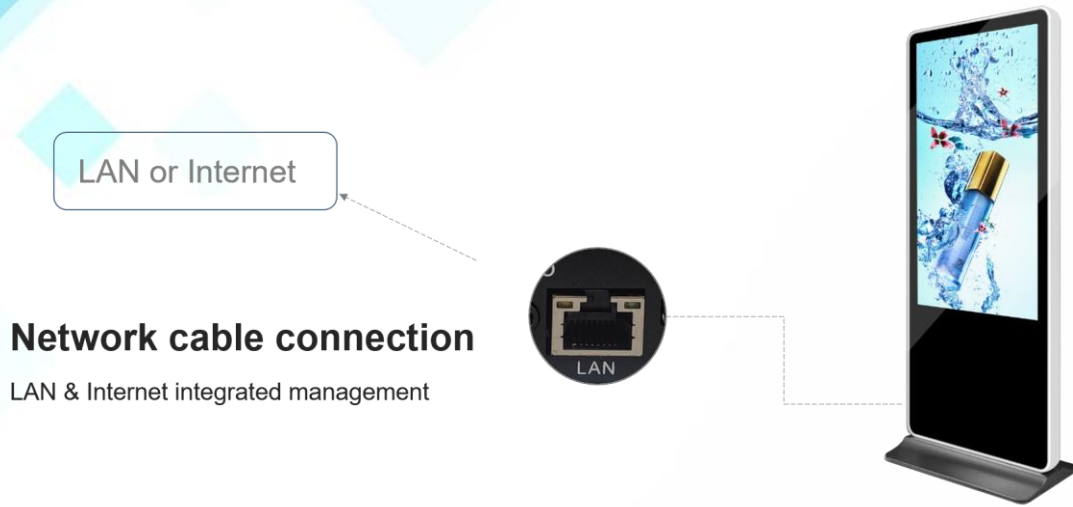 LAN or Internet
Network cable connection
LAN & Internet integrated management
LAN